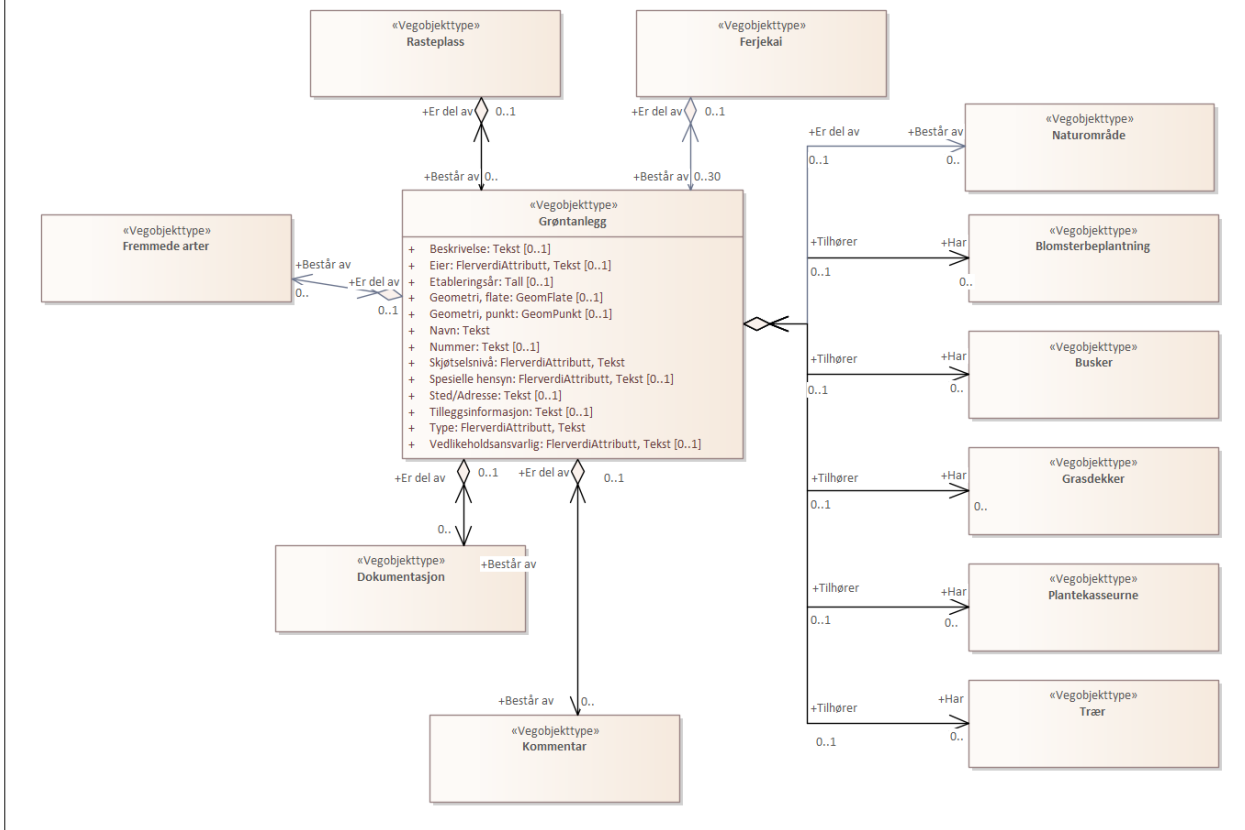 «Vegobjekttype»
Rasteplass
«Vegobjekttype»
Ferjekai
+Er del av 0..1
+Er del av 0..1
+Består av 0..
+Består av 0..30
«Vegobjekttype»
Naturområde
+Er del av +Består av
0..1 0..
«Vegobjekttype»
Fremmede arter
+Består av
0..
+Er del av
0..1
«Vegobjekttype»
Grøntanlegg
+ Beskrivelse: Tekst [0..1]
+ Eier: FlerverdiAttributt, Tekst [0..1]
+ Etableringsår: Tall [0..1]
+ Geometri, flate: GeomFlate [0..1]
+ Geometri, punkt: GeomPunkt [0..1]
+ Navn: Tekst
+ Nummer: Tekst [0..1]
+ Skjøtselsnivå: FlerverdiAttributt, Tekst
+ Spesielle hensyn: FlerverdiAttributt, Tekst [0..1]
+ Sted/Adresse: Tekst [0..1]
+ Tilleggsinformasjon: Tekst [0..1]
+ Type: FlerverdiAttributt, Tekst
+ Vedlikeholdsansvarlig: FlerverdiAttributt, Tekst [0..1]
«Vegobjekttype»
Blomsterbeplantning
+Tilhører +Har
0..1 0..
«Vegobjekttype»
Busker
+Tilhører +Har
0..1 0..
«Vegobjekttype»
Grasdekker
+Tilhører +Har
0..1 0..
«Vegobjekttype»
Plantekasseurne
+Tilhører +Har
0..1 0..
«Vegobjekttype»
Trær
+Tilhører +Har
0..1 0..
+Er del av 0..1
+Er del av 0..1
0..
+Består av
«Vegobjekttype»
Dokumentasjon
+Består av 0..
«Vegobjekttype»
Kommentar